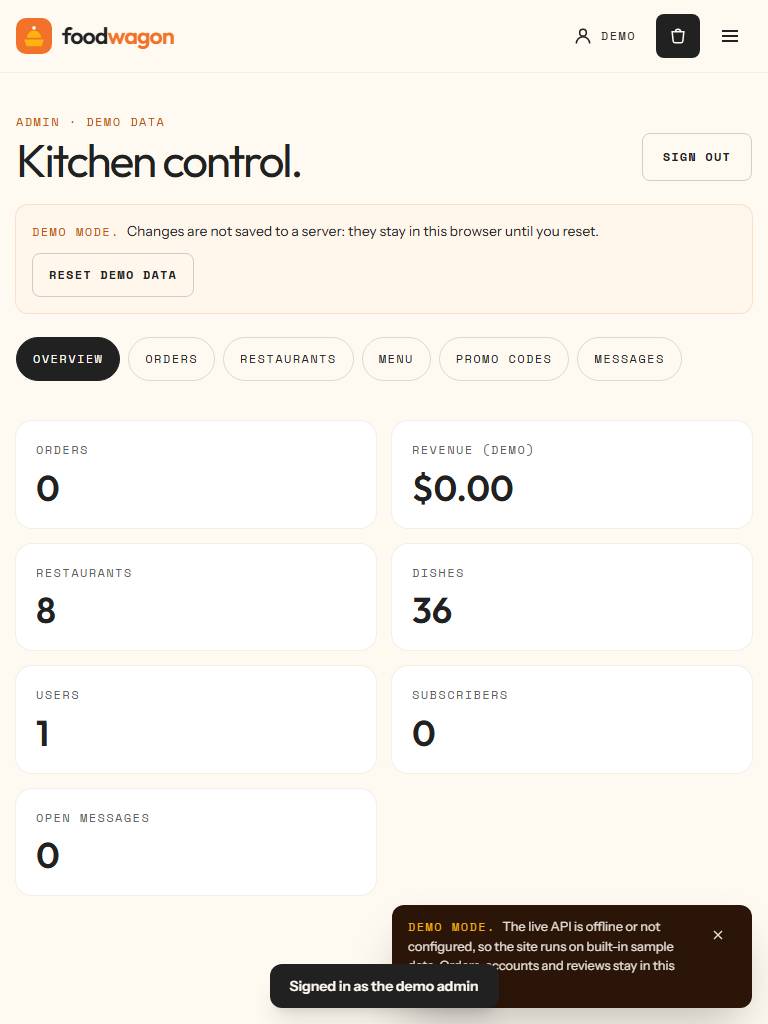 foodwagon
DEMO
ADMIN · DEMO DATA
Kitchen control.
SIGN OUT
DEMO MODE. Changes are not saved to a server: they stay in this browser until you reset.
RESET DEMO DATA
OVERVIEW
ORDERS
RESTAURANTS
MENU
PROMO CODES
MESSAGES
ORDERS
0
REVENUE (DEMO)
$0.00
RESTAURANTS
8
DISHES
36
USERS
1
SUBSCRIBERS
0
OPEN MESSAGES
0
DEMO MODE. The live API is offline or not
configured, so the site runs on built-in sample
accounts and reviews stay in this
Signed in as the demo admin